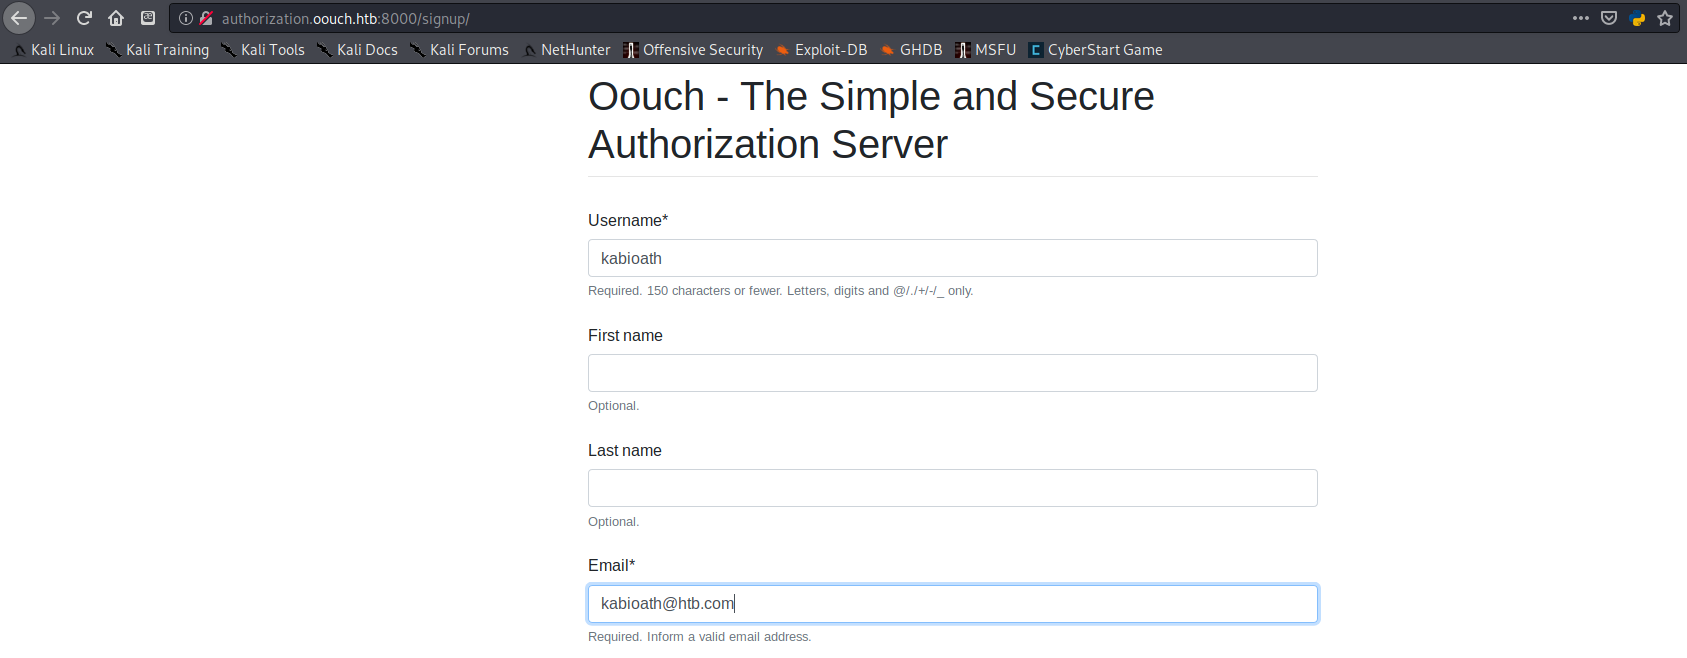 authorization.oouch.htb:8000/signup/
Kali Linux Kali Training Kali Tools Kali Docs Kali Forums NetHunter Offensive Security Exploit-DB GHDB MSFU CyberStart Game
Oouch - The Simple and Secure
Authorization Server
Username*
kabioath
Required. 150 characters or fewer. Letters, digits and @/./+/-/_ only.
First name
Optional.
Last name
Optional.
Email*
kabioath@htb.com
Required. Inform a valid email address.